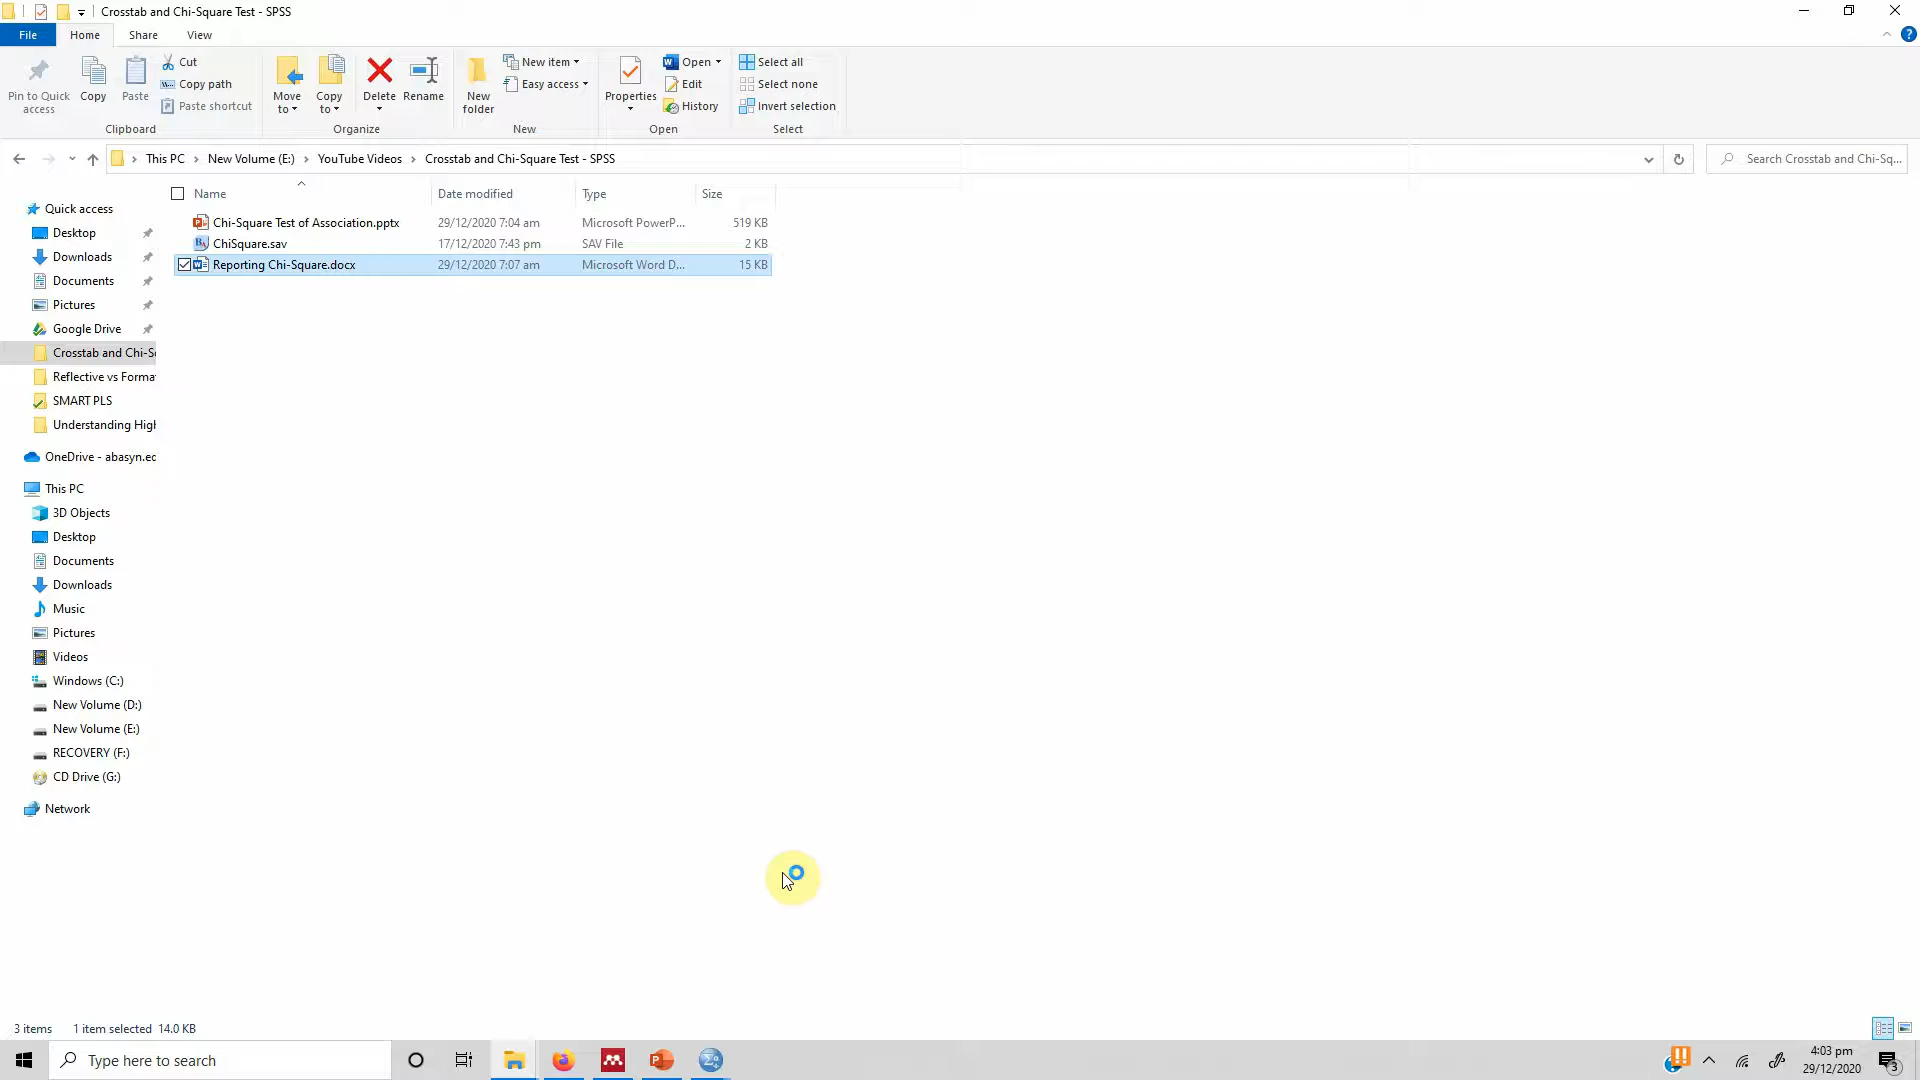 Crosstab and Chi-Square Test - SPSS
File Home Share View
Pin to Quick access
Copy
Paste
Cut
Copy path
Paste shortcut
Clipboard
Move to
Copy to
Delete
Rename
Organize
New folder
New item
Easy access
New
Properties
Open
Edit
History
Open
Select all
Select none
Invert selection
Select
This PC New Volume (E:) YouTube Videos Crosstab and Chi-Square Test - SPSS
Search Crosstab and Chi-Sq...
Name Date modified Type Size
Chi-Square Test of Association.pptx 29/12/2020 7:04 am Microsoft PowerP... 519 KB
ChiSquare.sav 17/12/2020 7:43 pm SAV File 2 KB
Reporting Chi-Square.docx 29/12/2020 7:07 am Microsoft Word D... 15 KB
Quick access
Desktop
Downloads
Documents
Pictures
Google Drive
Crosstab and Chi-S
Reflective vs Forma
SMART PLS
Understanding High
OneDrive - abasyn.ec
This PC
3D Objects
Desktop
Documents
Downloads
Music
Pictures
Videos
Windows (C:)
New Volume (D:)
New Volume (E:)
RECOVERY (F:)
CD Drive (G:)
Network
3 items 1 item selected 14.0 KB
Type here to search
4:03 pm
29/12/2020
3